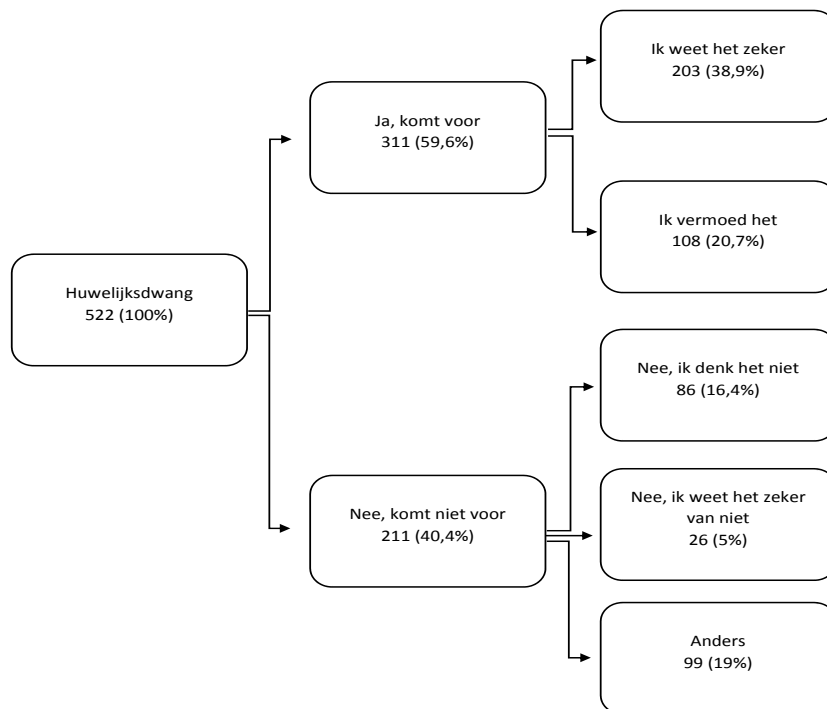 Ik weet het zeker
203 (38,9%)
Ja, komt voor
311 (59,6%)
Ik vermoed het
108 (20,7%)
Huwelijksdwang
522 (100%)
Nee, ik denk het niet
86 (16,4%)
Nee, komt niet voor
211 (40,4%)
Nee, ik weet het zeker
van niet
26 (5%)
Anders
99 (19%)